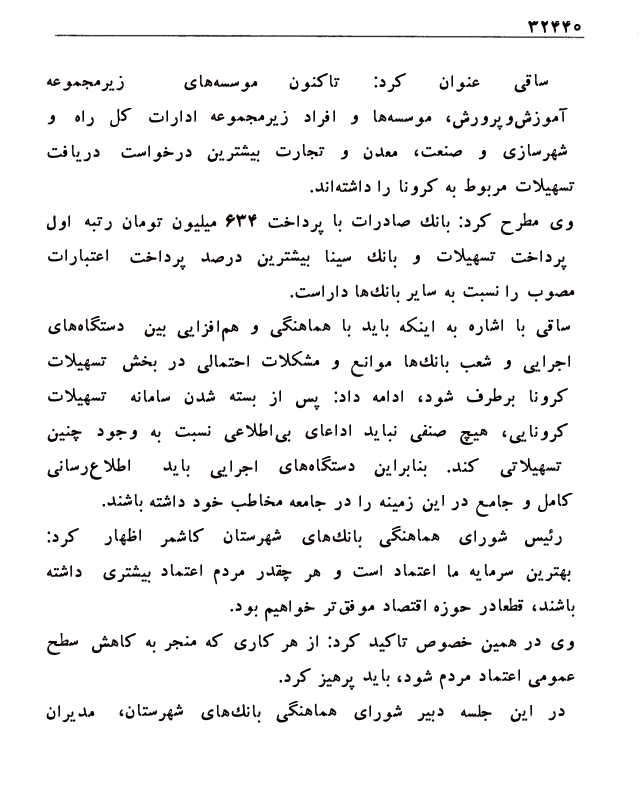 ۳۲۴۴۰
ساقی عنوان کرد: تاکنون موسسه‌های زیرمجموعه
آموزش‌وپرورش، موسسه‌ها و افراد زیرمجموعه ادارات کل راه و
شهرسازی و صنعت، معدن و تجارت بیشترین درخواست دریافت
تسهیلات مربوط به کرونا را داشته‌اند.
وی مطرح کرد: بانک صادرات با پرداخت ۶۳۴ میلیون تومان رتبه اول
پرداخت تسهیلات و بانک سینا بیشترین درصد پرداخت اعتبارات
مصوب را نسبت به سایر بانک‌ها داراست.
ساقی با اشاره به اینکه باید با هماهنگی و هم‌افزایی بین دستگاه‌های
اجرایی و شعب بانک‌ها موانع و مشکلات احتمالی در بخش تسهیلات
کرونا برطرف شود، ادامه داد: پس از بسته شدن سامانه تسهیلات
کرونایی، هیچ صنفی نباید اداعای بی‌اطلاعی نسبت به وجود چنین
تسهیلاتی کند. بنابراین دستگاه‌های اجرایی باید اطلاع‌رسانی
کامل و جامع در این زمینه را در جامعه مخاطب خود داشته باشند.
رئیس شورای هماهنگی بانک‌های شهرستان کاشمر اظهار کرد:
بهترین سرمایه ما اعتماد است و هر چقدر مردم اعتماد بیشتری داشته
باشند، قطعادر حوزه اقتصاد موفق‌تر خواهیم بود.
وی در همین خصوص تاکید کرد: از هر کاری که منجر به کاهش سطح
عمومی اعتماد مردم شود، باید پرهیز کرد.
در این جلسه دبیر شورای هماهنگی بانک‌های شهرستان، مدیران